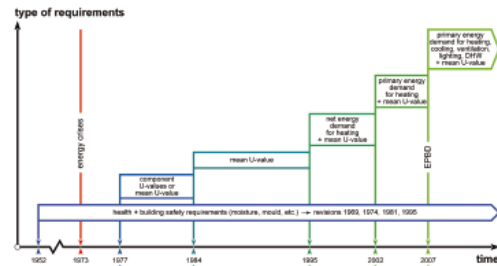 type of requirements
primary energy
demand for heating,
cooling, ventilation,
lighting, DHW
+ mean U-value
primary energy
demand
for heating
+ mean U-value
net energy
demand
for heating
+ mean U-value
mean U-value
component
U-values or
mean U-value
energy crises
EPBD
health + building safety requirements (moisture, mould, etc.) → revisions 1969, 1974, 1981, 1995
1952 1973 1977 1984 1995 2002 2007 time